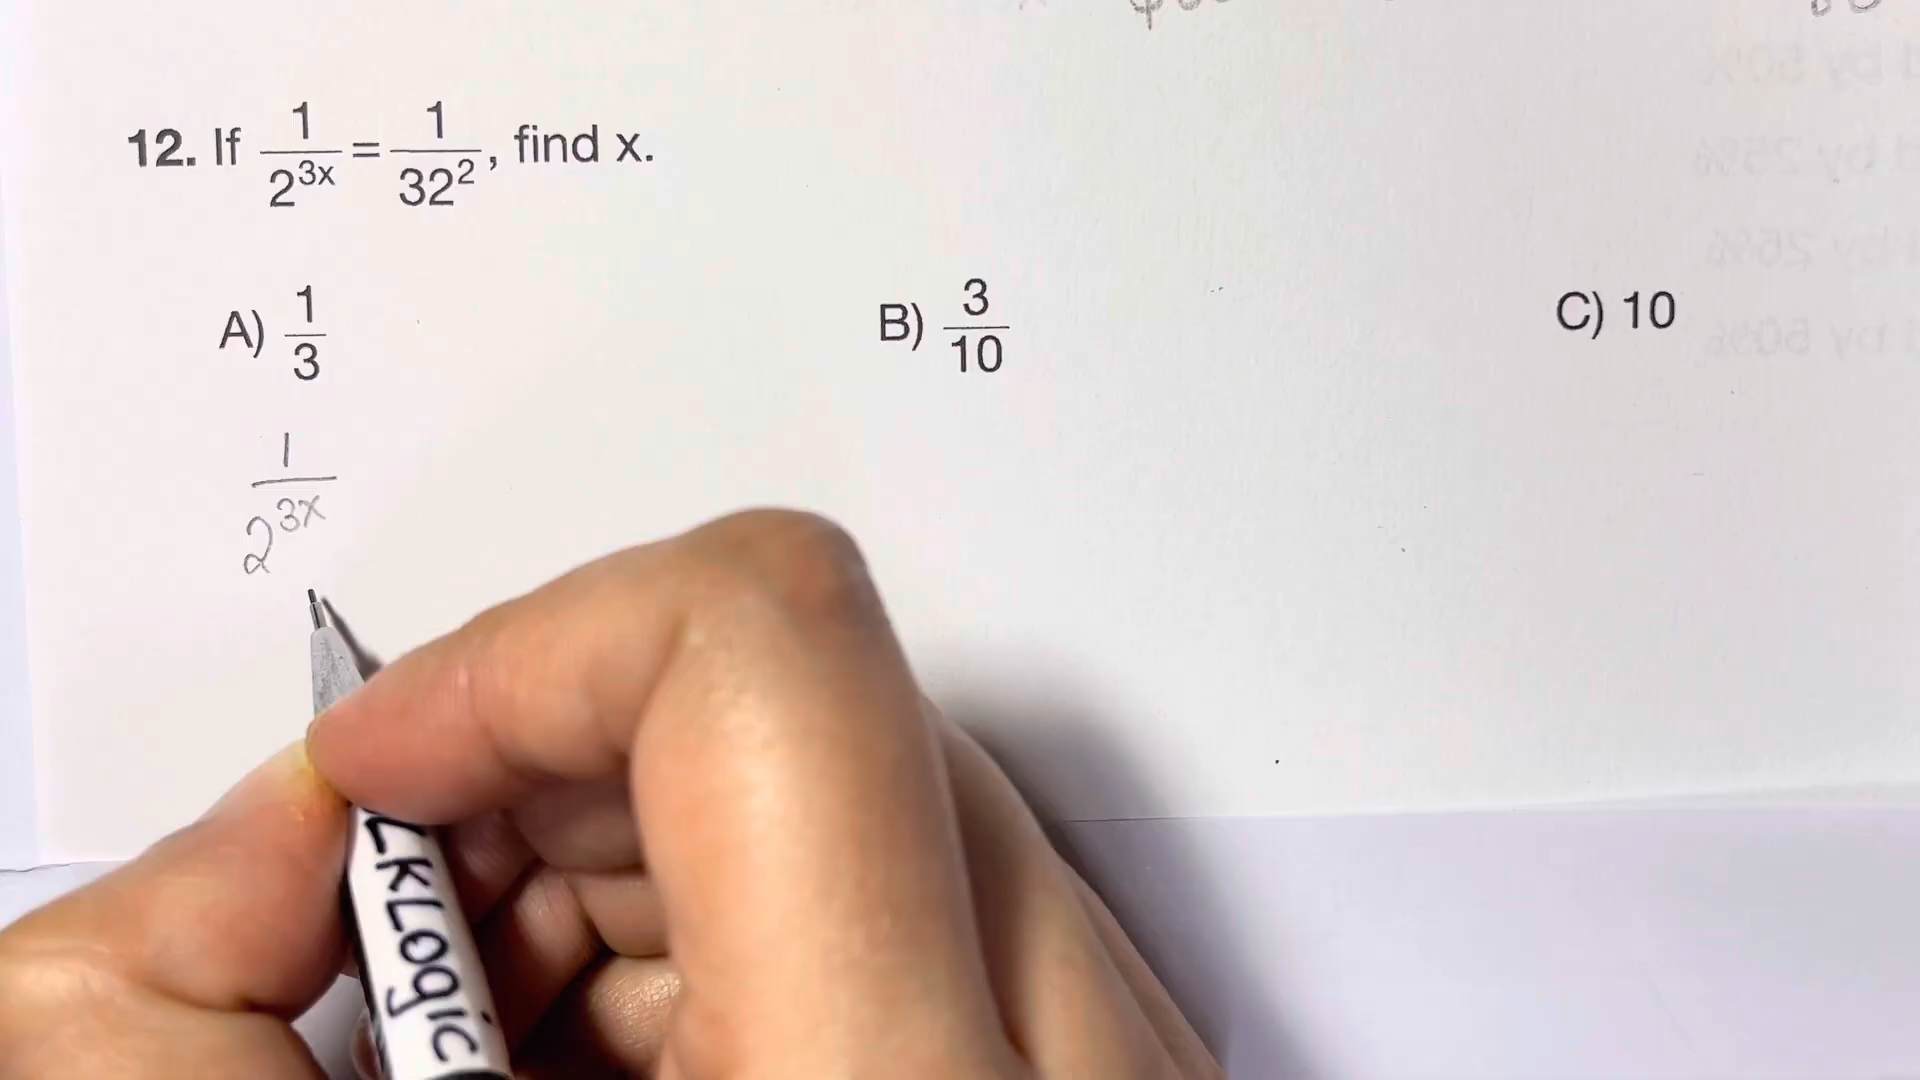 12. If 1/2^3x = 1/32^2, find x.
A) 1/3 B) 3/10 C) 10
1/2^3x
ZKLogic